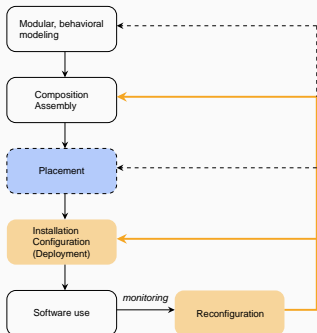 Modular, behavioral
modeling
Composition
Assembly
Placement
Installation
Configuration
(Deployment)
monitoring
Software use
Reconfiguration